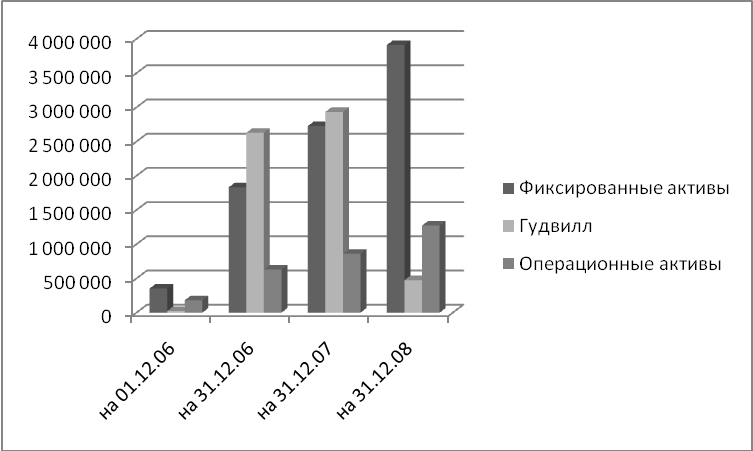 4 000 000
3 500 000
3 000 000
2 500 000
2 000 000
1 500 000
1 000 000
500 000
0
на 01.12.06
на 31.12.06
на 31.12.07
на 31.12.08
Фиксированные активы
Гудвилл
Операционные активы